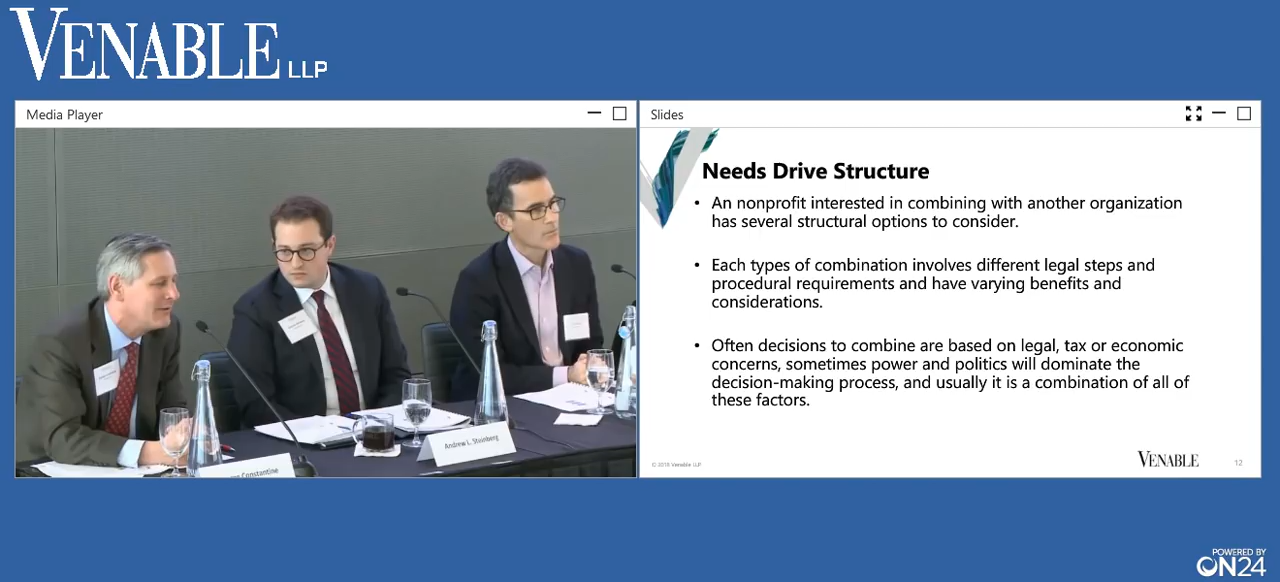 VENABLE LLP
Media Player
Slides
Needs Drive Structure
• An nonprofit interested in combining with another organization
has several structural options to consider.
• Each types of combination involves different legal steps and
procedural requirements and have varying benefits and
considerations.
• Often decisions to combine are based on legal, tax or economic
concerns, sometimes power and politics will dominate the
decision-making process, and usually it is a combination of all of
these factors.
Constantine
Andrew L. Steinberg
© 2018 Venable LLP
VENABLE
12
POWERED BY
ON24